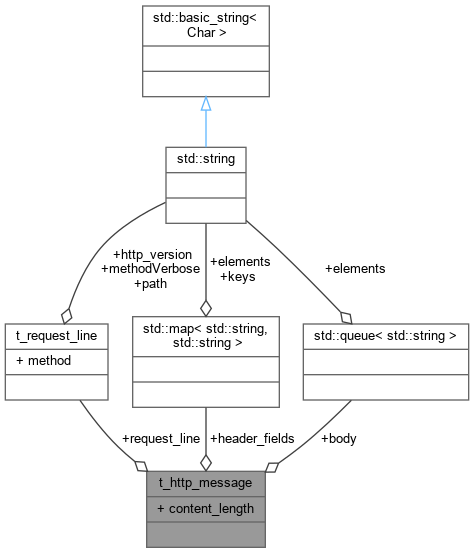 std::basic_string<
Char >
std::string
+http_version
+methodVerbose
+path
+elements
+keys
+elements
t_request_line
+ method
std::map< std::string,
std::string >
std::queue< std::string >
+request_line
+header_fields
+body
t_http_message
+ content_length